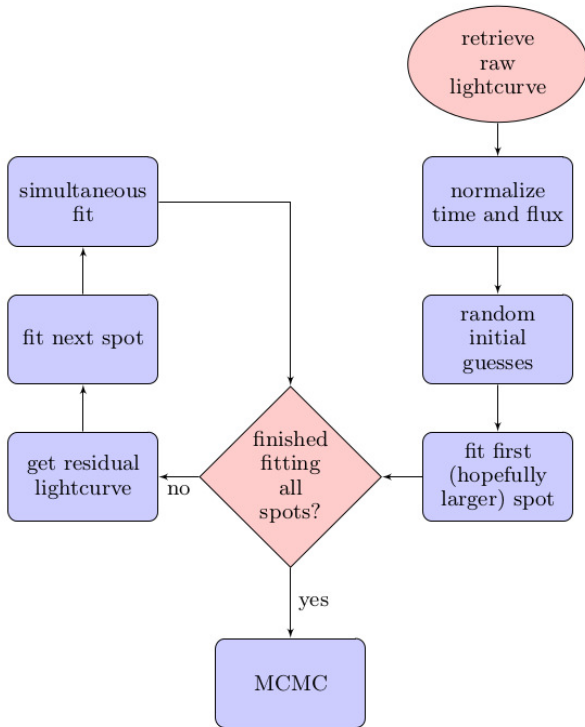 retrieve
raw
lightcurve
normalize
time and flux
random
initial
guesses
fit first
(hopefully
larger) spot
finished
fitting
all
spots?
no
get residual
lightcurve
fit next spot
simultaneous
fit
yes
MCMC